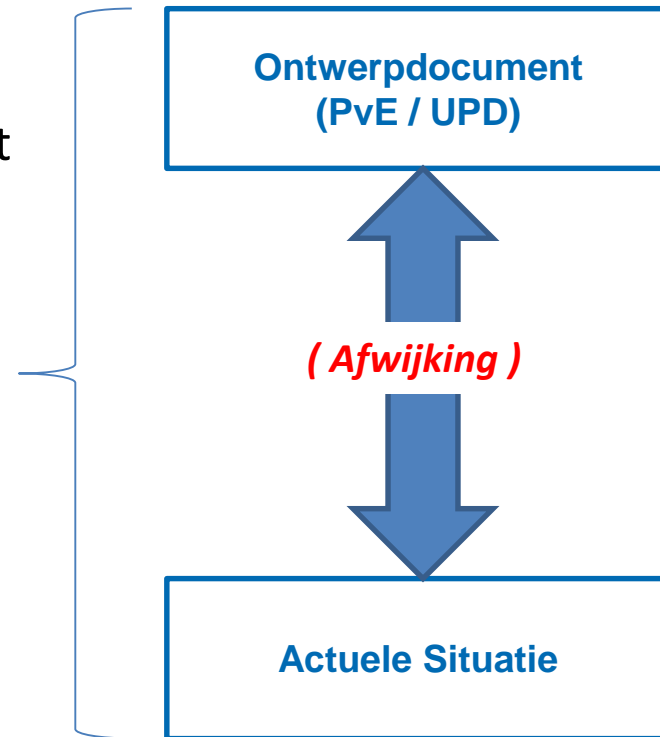 Ontwerpdocument
(PvE / UPD)
t
( Afwijking )
Actuele Situatie